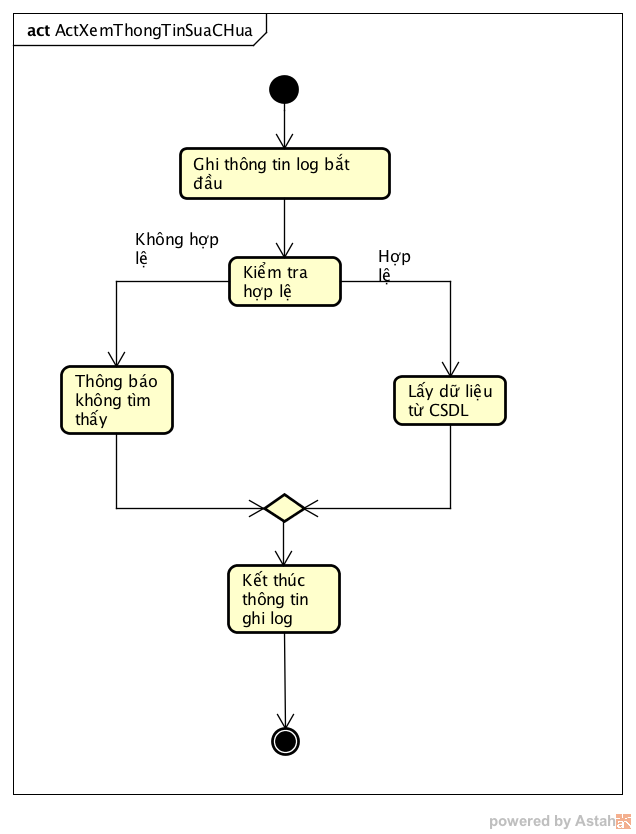 act ActXemThongTinSuaCHua
Ghi thông tin log bắt
đầu
Không hợp
lệ
Hợp
lệ
Kiểm tra
hợp lệ
Thông báo
không tìm
thấy
Lấy dữ liệu
từ CSDL
Kết thúc
thông tin
ghi log
powered by Astah